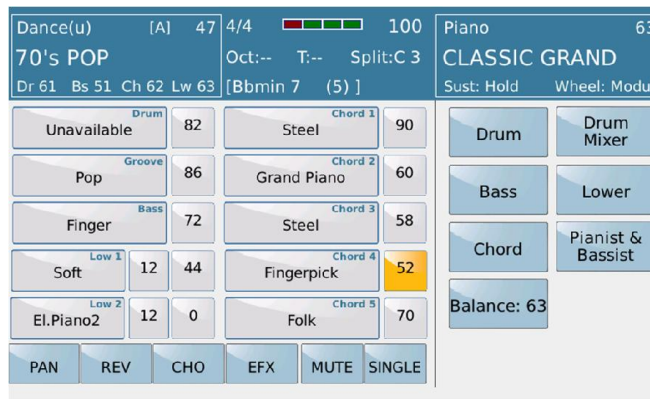 Dance(u) [A] 47
70's POP
Dr 61 Bs 51 Ch 62 Lw 63
4/4 100
Oct:-- T:-- Split:C 3
[Bbmin 7 (5) ]
Piano 63
CLASSIC GRAND
Sust: Hold Wheel: Modu
Drum
Unavailable 82
Chord 1
Steel 90
Groove
Pop 86
Chord 2
Grand Piano 60
Bass
Finger 72
Chord 3
Steel 58
Low 1
Soft 12 44
Chord 4
Fingerpick 52
Low 2
El.Piano2 12 0
Chord 5
Folk 70
Drum
Drum
Mixer
Bass
Lower
Chord
Pianist &
Bassist
Balance: 63
PAN REV CHO EFX MUTE SINGLE